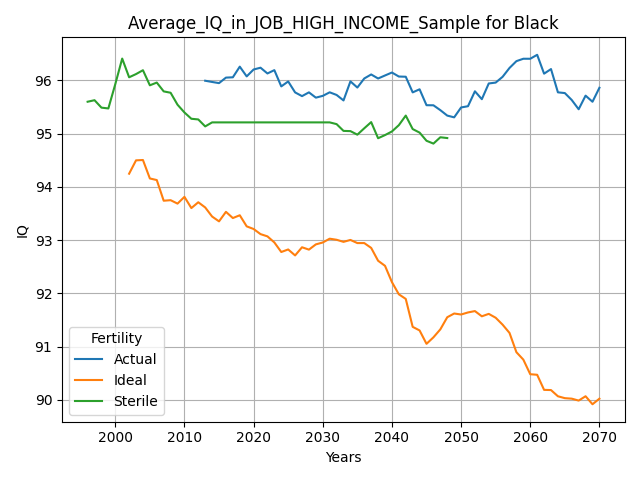 Average_IQ_in_JOB_HIGH_INCOME_Sample for Black
IQ
96
95
94
93
92
91
90
Fertility
Actual
Ideal
Sterile
2000 2010 2020 2030 2040 2050 2060 2070
Years